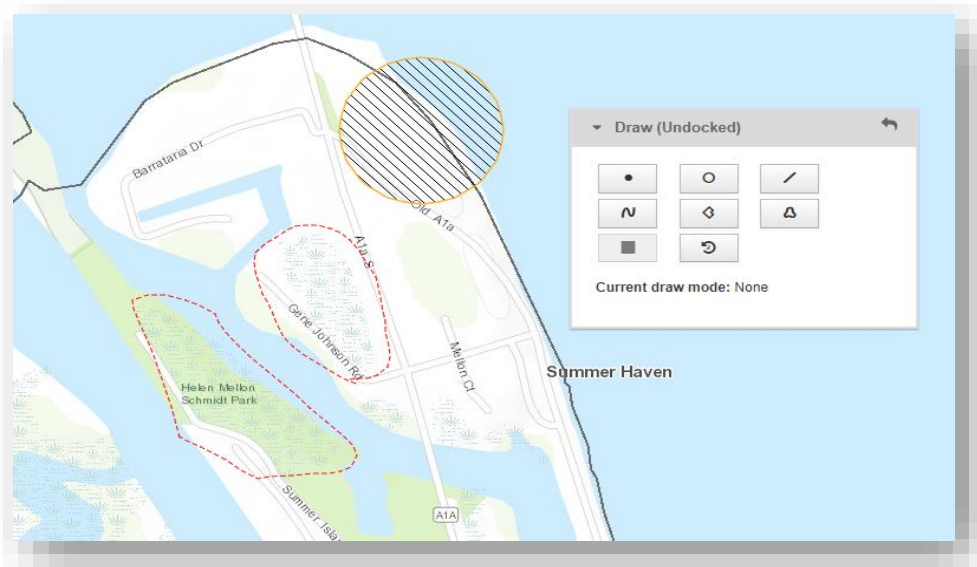 Draw (Undocked)
Current draw mode: None
Barrataria Dr
Old A1a
A1a S
Gene Johnson Rd
Mellon Ct
Summer Haven
Helen Mellon
Schmidt Park
A1A
Summer Isla